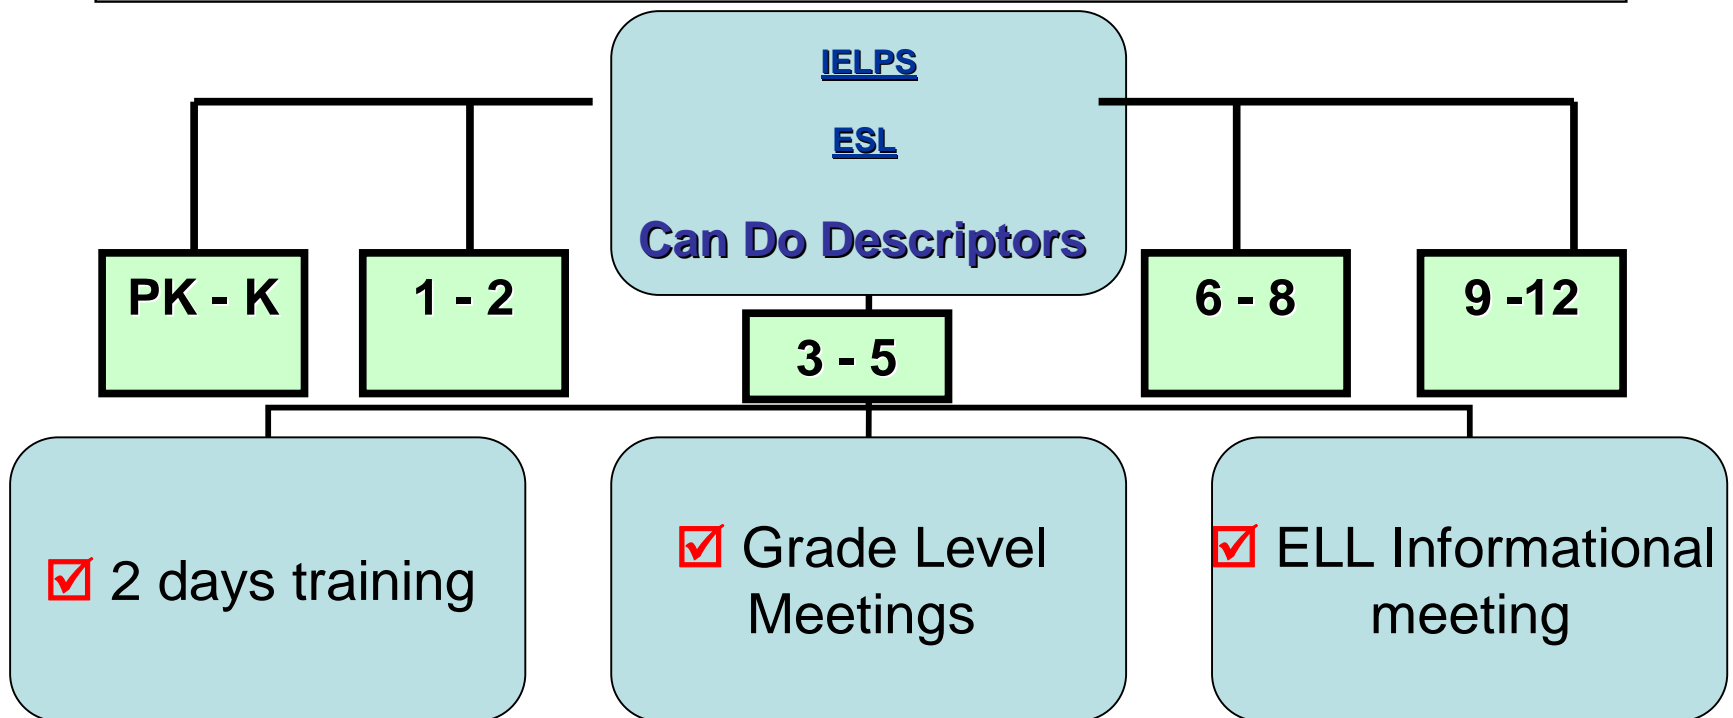 IELPS
ESL
Can Do Descriptors
PK - K
1 - 2
3 - 5
6 - 8
9 -12
☑ 2 days training
☑ Grade Level
Meetings
☑ ELL Informational
meeting